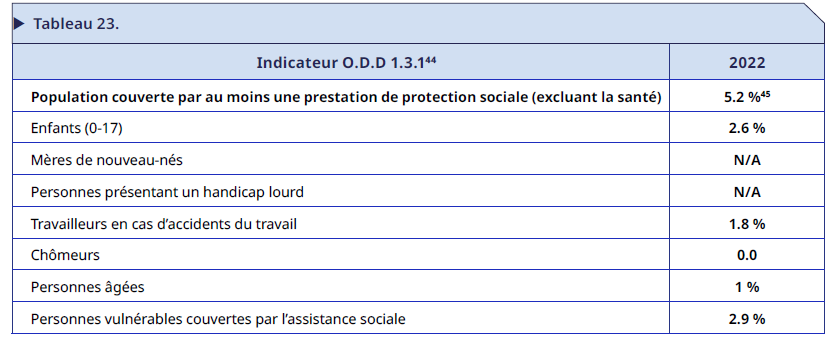 ▶ Tableau 23.
Indicateur O.D.D 1.3.1⁴⁴ 2022
Population couverte par au moins une prestation de protection sociale (excluant la santé) 5.2 %⁴⁵
Enfants (0-17) 2.6 %
Mères de nouveau-nés N/A
Personnes présentant un handicap lourd N/A
Travailleurs en cas d’accidents du travail 1.8 %
Chômeurs 0.0
Personnes âgées 1 %
Personnes vulnérables couvertes par l’assistance sociale 2.9 %